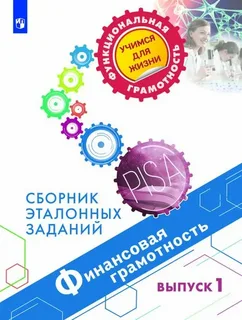 ФУНКЦИОНАЛЬНАЯ
УЧИМСЯ ДЛЯ
ЖИЗНИ
ГРАМОТНОСТЬ
PISA
СБОРНИК
ЭТАЛОННЫХ
ЗАДАНИЙ
Финансовая
грамотность
ВЫПУСК 1